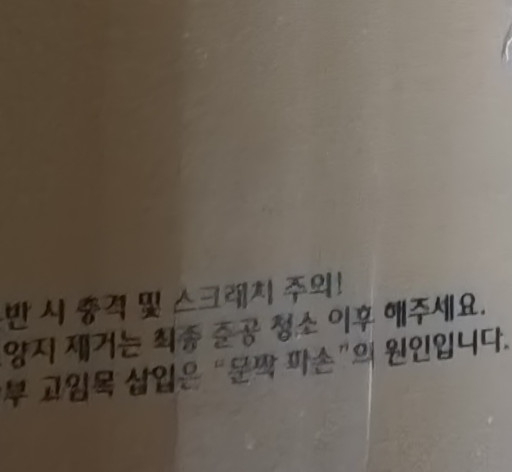 반 시 충격 및 스크래치 주의!
양지 제거는 최종 준공 청소 이후 해주세요.
부 고임목 삽입은 "문짝 파손"의 원인입니다.